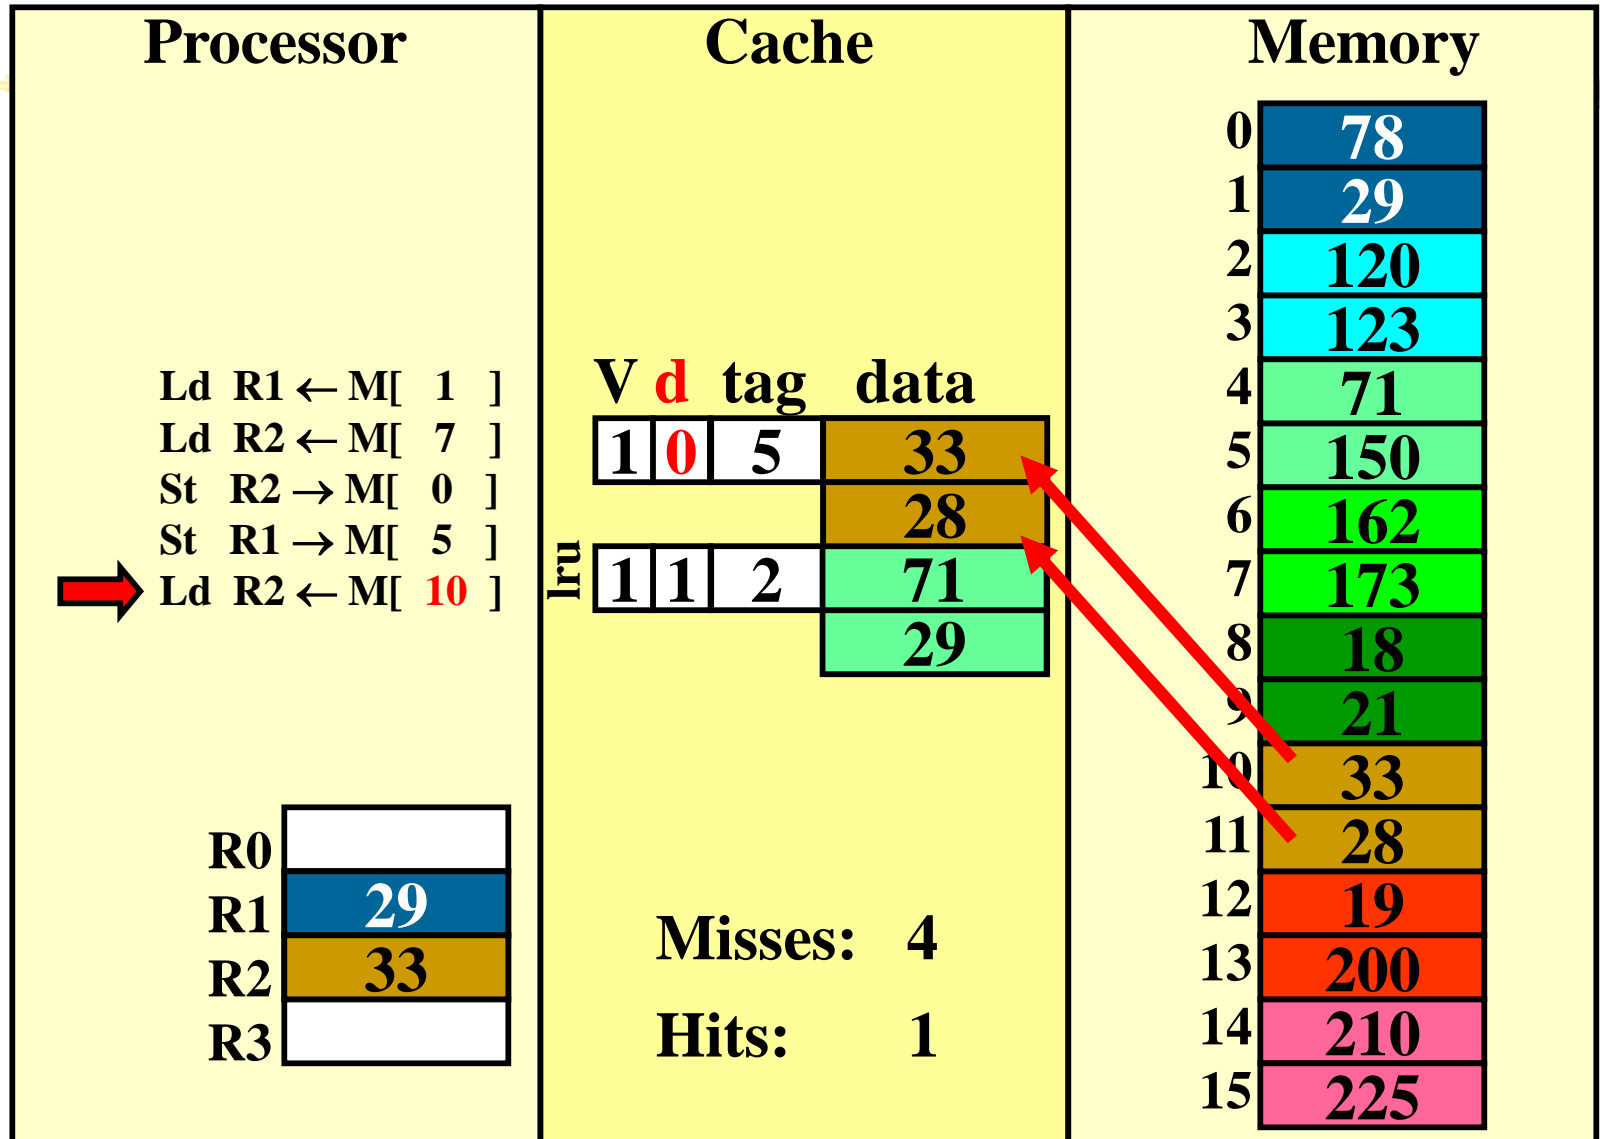 Processor
Cache
Memory
Ld R1 ← M[ 1 ]
Ld R2 ← M[ 7 ]
St R2 → M[ 0 ]
St R1 → M[ 5 ]
Ld R2 ← M[ 10 ]
R0
R1 29
R2 33
R3
V d tag data
1 0 5 33
28
lru
1 1 2 71
29
Misses: 4
Hits: 1
0 78
1 29
2 120
3 123
4 71
5 150
6 162
7 173
8 18
9 21
10 33
11 28
12 19
13 200
14 210
15 225